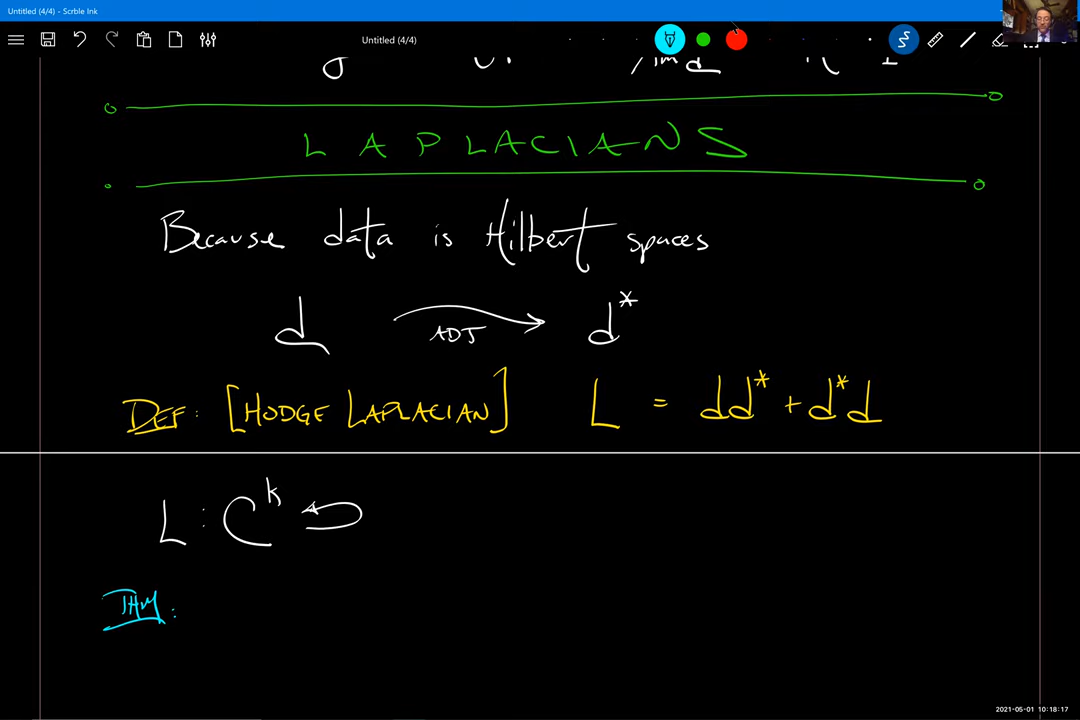 Untitled (4/4) - Scrble Ink
Untitled (4/4)
LAPLACIANS
Because data is Hilbert spaces
d ADJ d*
DEF: [HODGE LAPLACIAN] L = dd* + d*d
L : C^k
THM:
2021-05-01 10:18:17